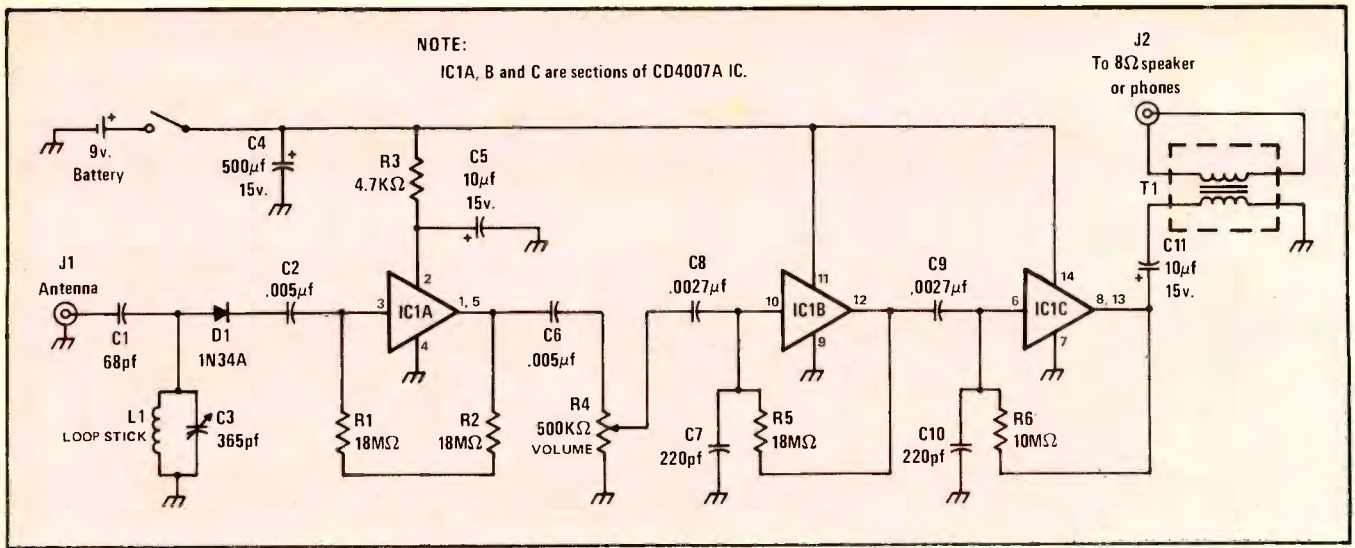 NOTE:
IC1A, B and C are sections of CD4007A IC.
J2
To 8Ω speaker
or phones
+
9v.
Battery
C4
500µf
15v.
+
R3
4.7KΩ
C5
10µf
15v.
+
T1
C11
10µf
15v.
+
J1
Antenna
C1
68pf
D1
1N34A
C2
.005µf
3
2
IC1A
1, 5
4
C6
.005µf
C8
.0027µf
10
11
IC1B
12
9
C9
.0027µf
6
14
IC1C
8, 13
7
L1
LOOP STICK
C3
365pf
R1
18MΩ
R2
18MΩ
R4
500KΩ
VOLUME
C7
220pf
R5
18MΩ
C10
220pf
R6
10MΩ